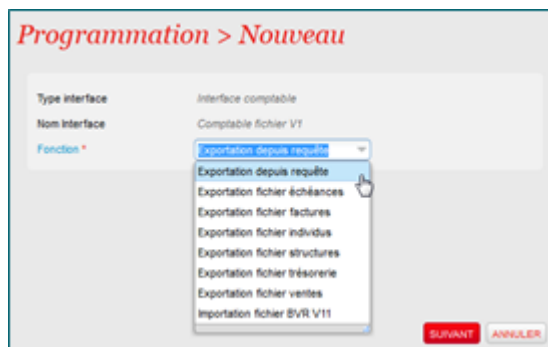 Programmation > Nouveau
Type interface Interface comptable
Nom Interface Comptable fichier V1
Fonction * Exportation depuis requête
Exportation depuis requête
Exportation fichier échéances
Exportation fichier factures
Exportation fichier individus
Exportation fichier structures
Exportation fichier trésorerie
Exportation fichier ventes
Importation fichier BVR V11
SUIVANT ANNULER